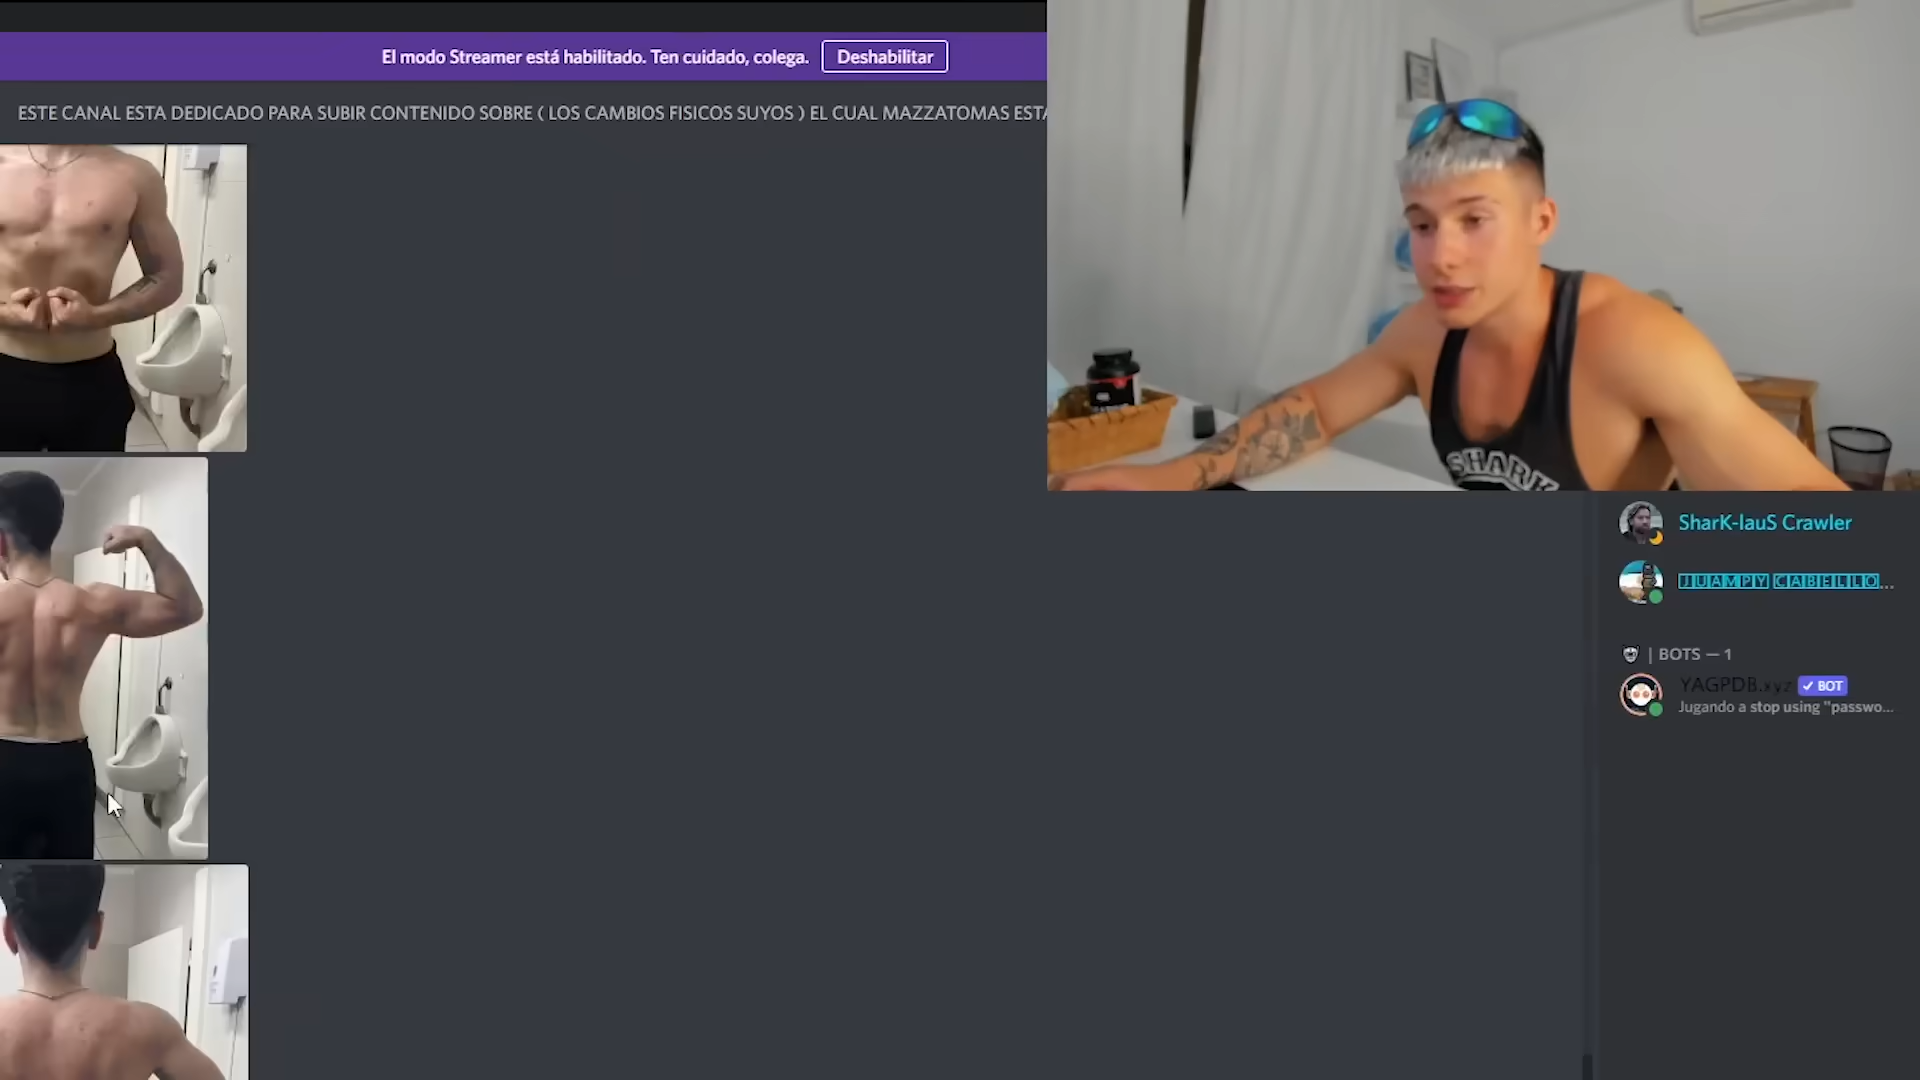 El modo Streamer está habilitado. Ten cuidado, colega.
Deshabilitar
ESTE CANAL ESTA DEDICADO PARA SUBIR CONTENIDO SOBRE ( LOS CAMBIOS FISICOS SUYOS ) EL CUAL MAZZATOMAS ESTA
SHARK
SharK-lauS Crawler
JUAMPY CABELLO...
| BOTS — 1
YAGPDB.xyz BOT
Jugando a stop using "passwo...